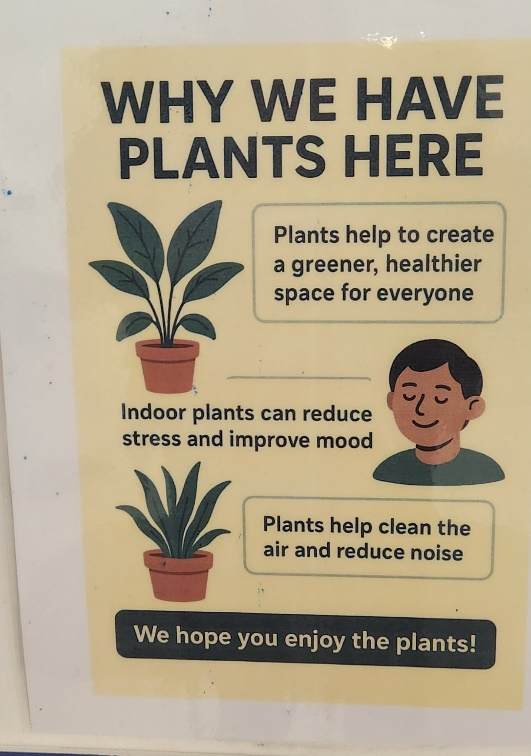 WHY WE HAVE
PLANTS HERE
Plants help to create
a greener, healthier
space for everyone
Indoor plants can reduce
stress and improve mood
Plants help clean the
air and reduce noise
We hope you enjoy the plants!